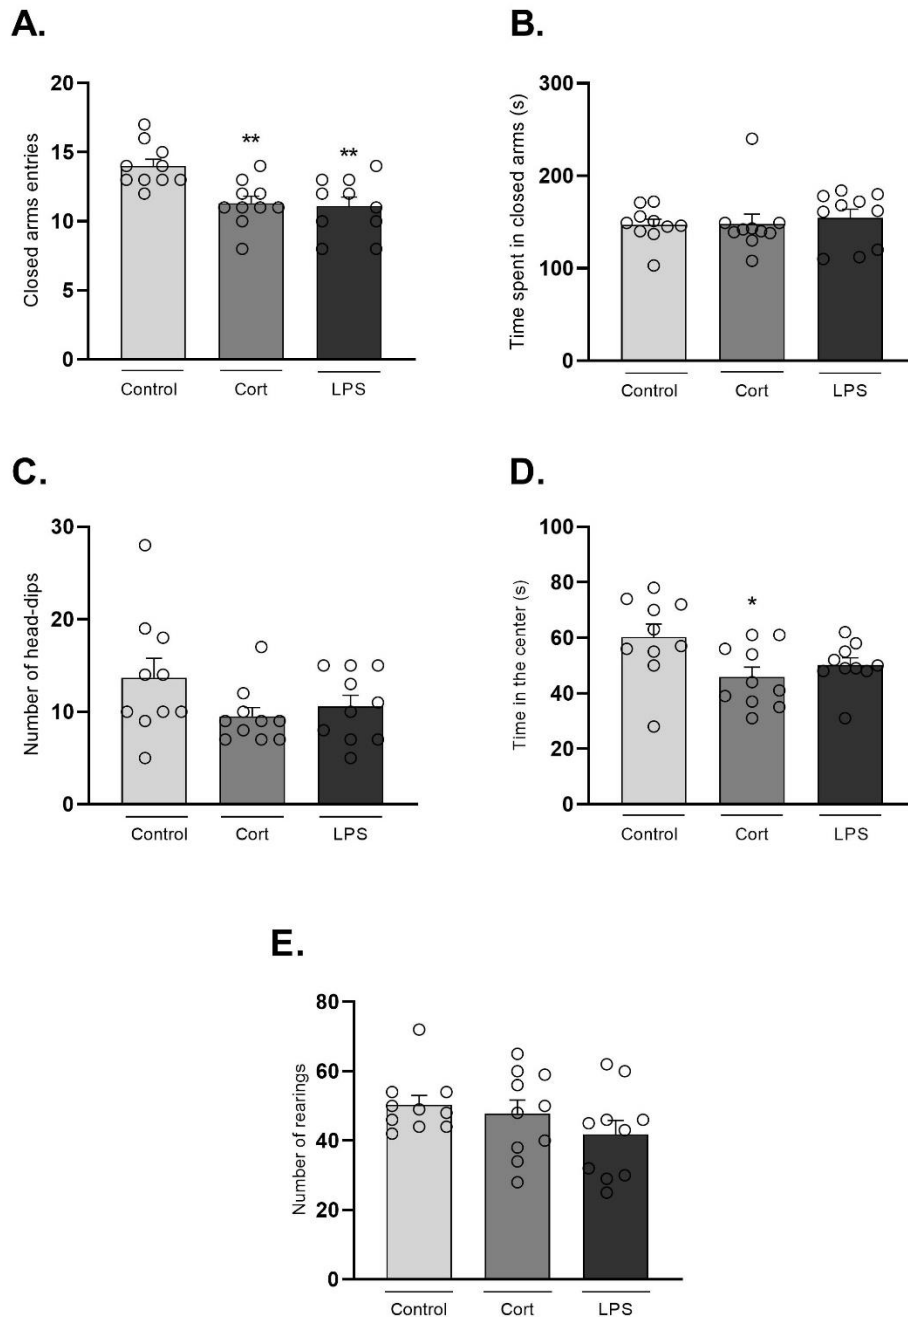 A.
Closed arms entries
20
15
10
5
0
** **
Control Cort LPS
B.
Time spent in closed arms (s)
300
200
100
0
Control Cort LPS
C.
Number of head-dips
30
20
10
0
Control Cort LPS
D.
Time in the center (s)
100
80
60
40
20
0
*
Control Cort LPS
E.
Number of rearings
80
60
40
20
0
Control Cort LPS